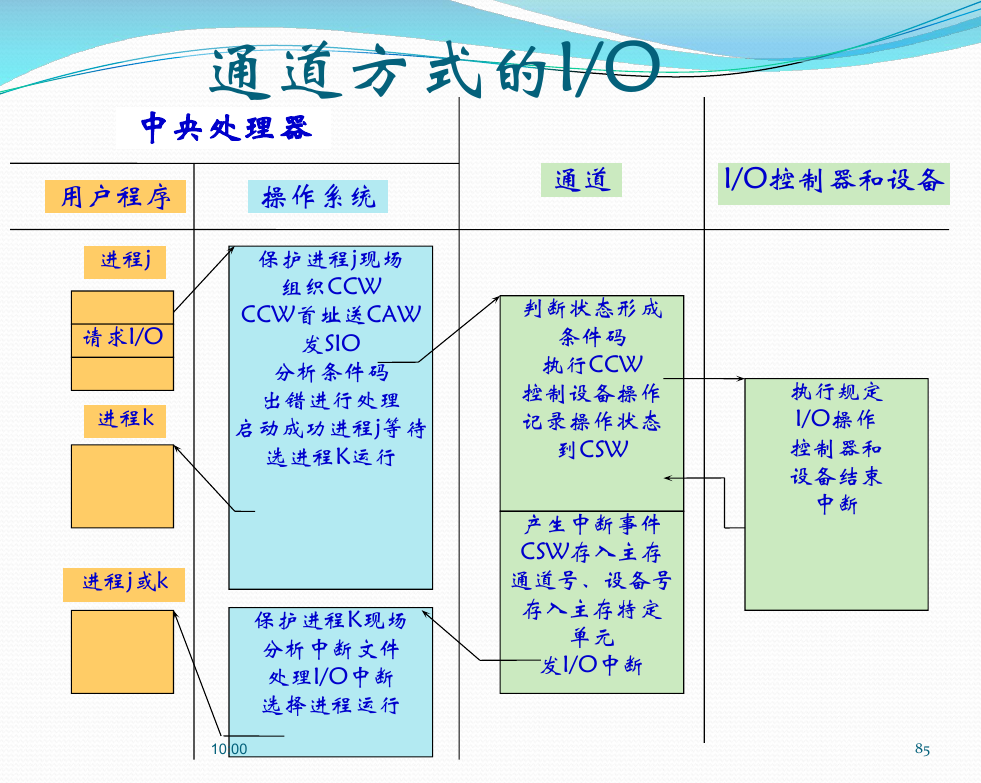 通道方式的I/O
中央处理器
用户程序
操作系统
通道
I/O控制器和设备
进程j
请求I/O
进程k
进程j或k
保护进程j现场
组织CCW
CCW首址送CAW
发SIO
分析条件码
出错进行处理
启动成功进程j等待
选进程K运行
保护进程K现场
分析中断文件
处理I/O中断
选择进程运行
判断状态形成
条件码
执行CCW
控制设备操作
记录操作状态
到CSW
产生中断事件
CSW存入主存
通道号、设备号
存入主存特定
单元
发I/O中断
执行规定
I/O操作
控制器和
设备结束
中断
10:00
85